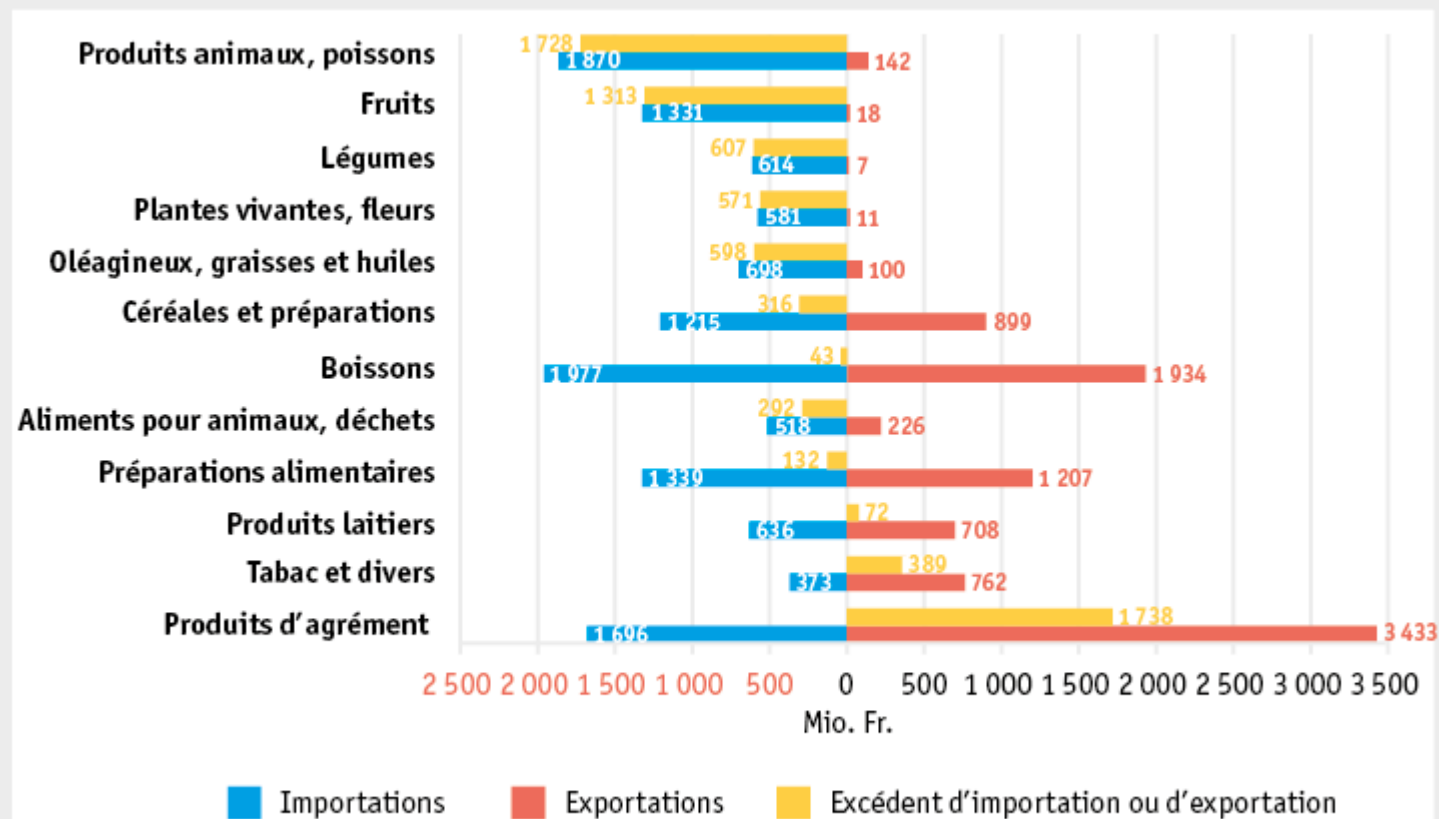 Produits animaux, poissons 1 728 1 870 142
Fruits 1 313 1 331 18
Légumes 607 614 7
Plantes vivantes, fleurs 571 581 11
Oléagineux, graisses et huiles 598 698 100
Céréales et préparations 316 1 215 899
Boissons 43 1 977 1 934
Aliments pour animaux, déchets 292 518 226
Préparations alimentaires 132 1 339 1 207
Produits laitiers 72 636 708
Tabac et divers 389 373 762
Produits d’agrément 1 738 1 696 3 433
2 500 2 000 1 500 1 000 500 0 500 1 000 1 500 2 000 2 500 3 000 3 500
Mio. Fr.
Importations Exportations Excédent d’importation ou d’exportation